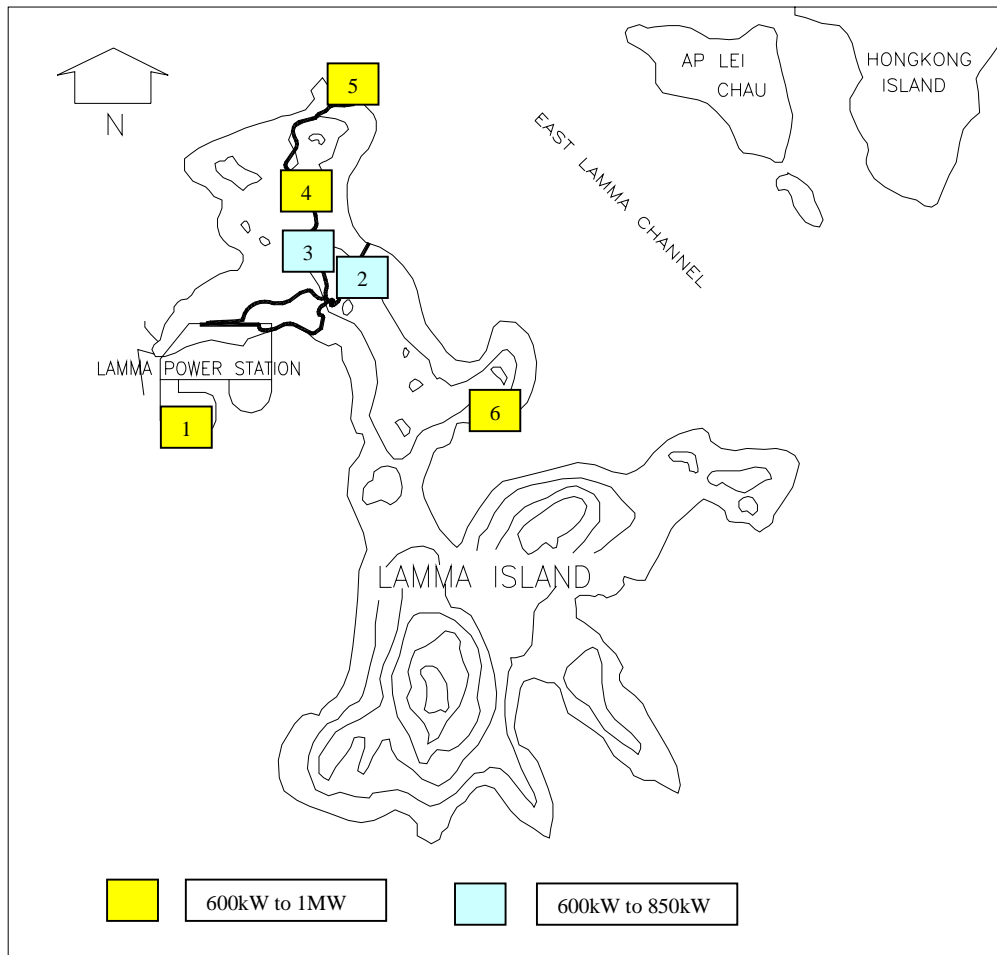 5
AP LEI
CHAU
HONGKONG
ISLAND
N
EAST LAMMA CHANNEL
4
3
2
LAMMA POWER STATION
1
6
LAMMA ISLAND
600kW to 1MW
600kW to 850kW